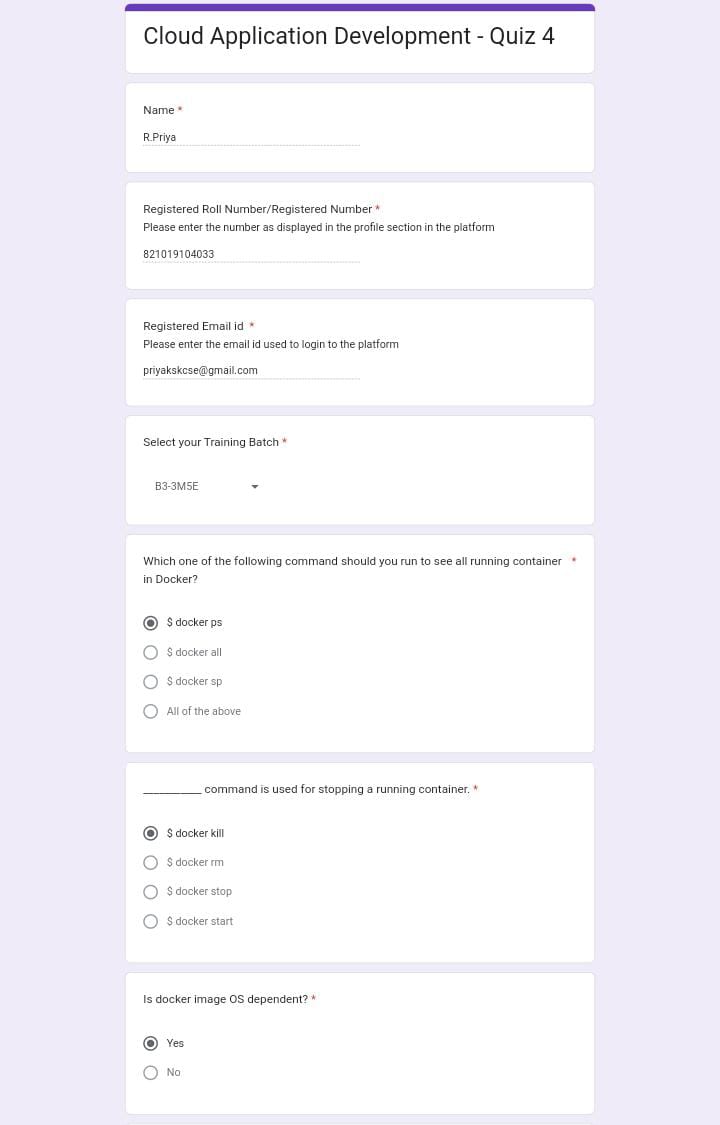 Cloud Application Development - Quiz 4
Name *
R.Priya
Registered Roll Number/Registered Number *
Please enter the number as displayed in the profile section in the platform
821019104033
Registered Email id *
Please enter the email id used to login to the platform
priyakskcse@gmail.com
Select your Training Batch *
B3-3M5E
Which one of the following command should you run to see all running container *
in Docker?
$ docker ps
$ docker all
$ docker sp
All of the above
___________ command is used for stopping a running container. *
$ docker kill
$ docker rm
$ docker stop
$ docker start
Is docker image OS dependent? *
Yes
No